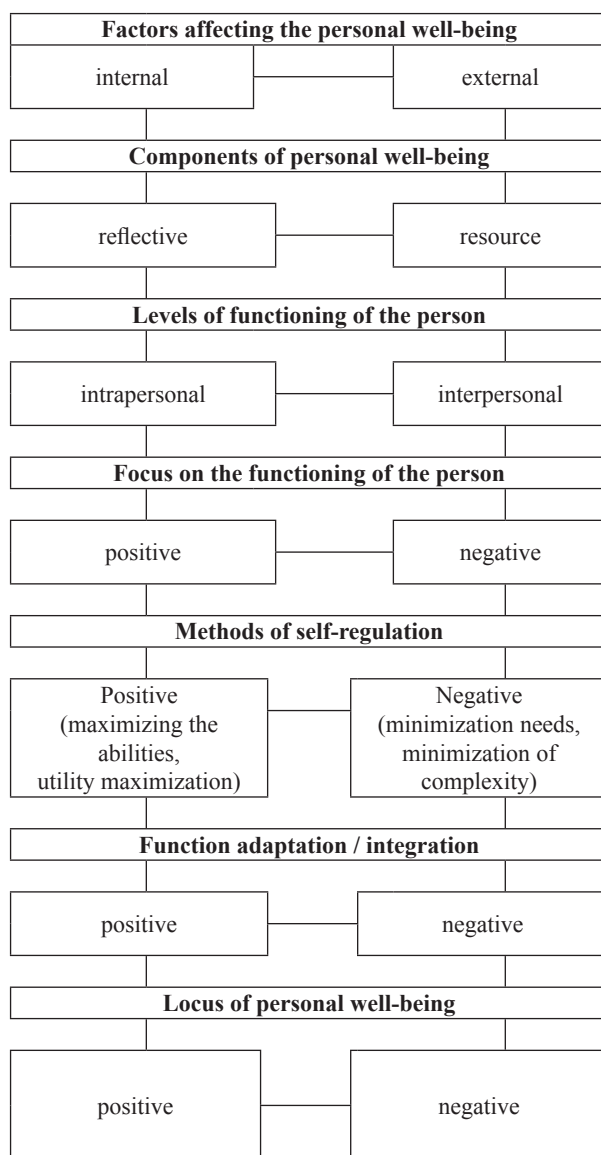 Factors affecting the personal well-being
internal
external
Components of personal well-being
reflective
resource
Levels of functioning of the person
intrapersonal
interpersonal
Focus on the functioning of the person
positive
negative
Methods of self-regulation
Positive
(maximizing the
abilities,
utility maximization)
Negative
(minimization needs,
minimization of
complexity)
Function adaptation / integration
positive
negative
Locus of personal well-being
positive
negative